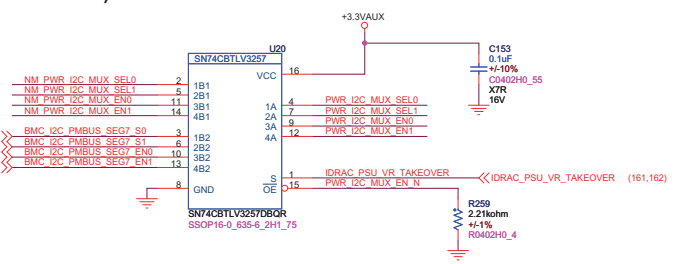 +3.3VAUX
U20
SN74CBTLV3257
C153
0.1uF
+/-10%
C0402H0_55
X7R
16V
VCC 16
NM_PWR_I2C_MUX_SEL0 2 1B1
NM_PWR_I2C_MUX_SEL1 5 2B1
NM_PWR_I2C_MUX_EN0 11 3B1
NM_PWR_I2C_MUX_EN1 14 4B1
1A 4 PWR_I2C_MUX_SEL0
2A 7 PWR_I2C_MUX_SEL1
3A 9 PWR_I2C_MUX_EN0
4A 12 PWR_I2C_MUX_EN1
BMC_I2C_PMBUS_SEG7_S0 3 1B2
BMC_I2C_PMBUS_SEG7_S1 6 2B2
BMC_I2C_PMBUS_SEG7_EN0 10 3B2
BMC_I2C_PMBUS_SEG7_EN1 13 4B2
S 1 IDRAC_PSU_VR_TAKEOVER IDRAC_PSU_VR_TAKEOVER (161,162)
8 GND OE 15 PWR_I2C_MUX_EN_N
SN74CBTLV3257DBQR
SSOP16-0_635-6_2H1_75
R259
2.21kohm
+/-1%
R0402H0_4